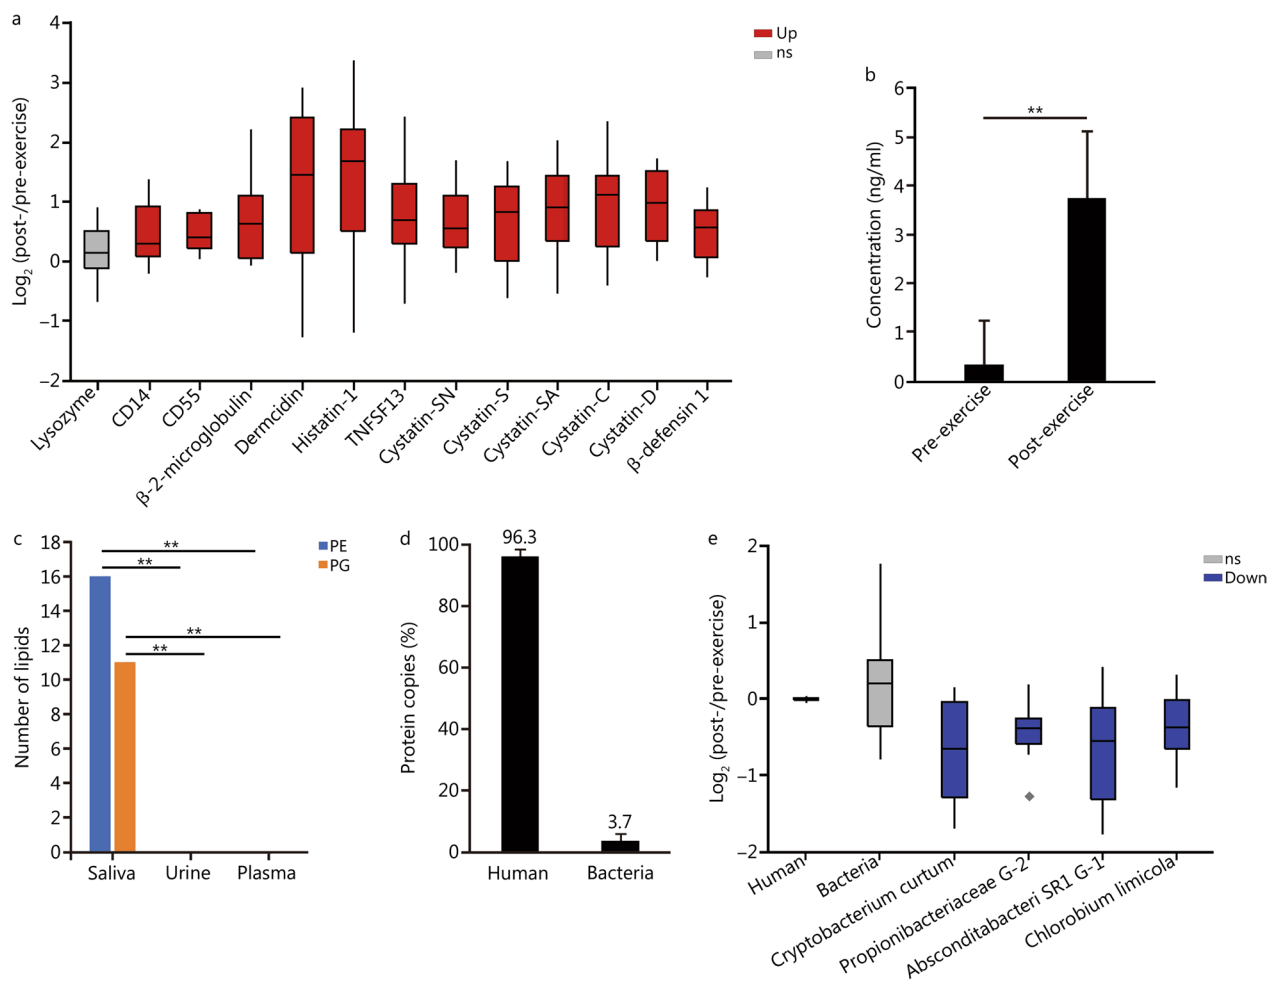 a
4
3
2
1
0
−1
−2
Log2 (post-/pre-exercise)
Up
ns
Lysozyme
CD14
CD55
β-2-microglobulin
Dermcidin
Histatin-1
TNFSF13
Cystatin-SN
Cystatin-S
Cystatin-SA
Cystatin-C
Cystatin-D
β-defensin 1
b
6
5
4
3
2
1
0
Concentration (ng/ml)
**
Pre-exercise
Post-exercise
c
18
16
14
12
10
8
6
4
2
0
Number of lipids
**
**
**
**
PE
PG
Saliva
Urine
Plasma
d
100
80
60
40
20
0
Protein copies (%)
96.3
3.7
Human
Bacteria
e
2
1
0
−1
−2
Log2 (post-/pre-exercise)
ns
Down
Human
Bacteria
Cryptobacterium curtum
Propionibacteriaceae G-2
Absconditabacteri SR1 G-1
Chlorobium limicola